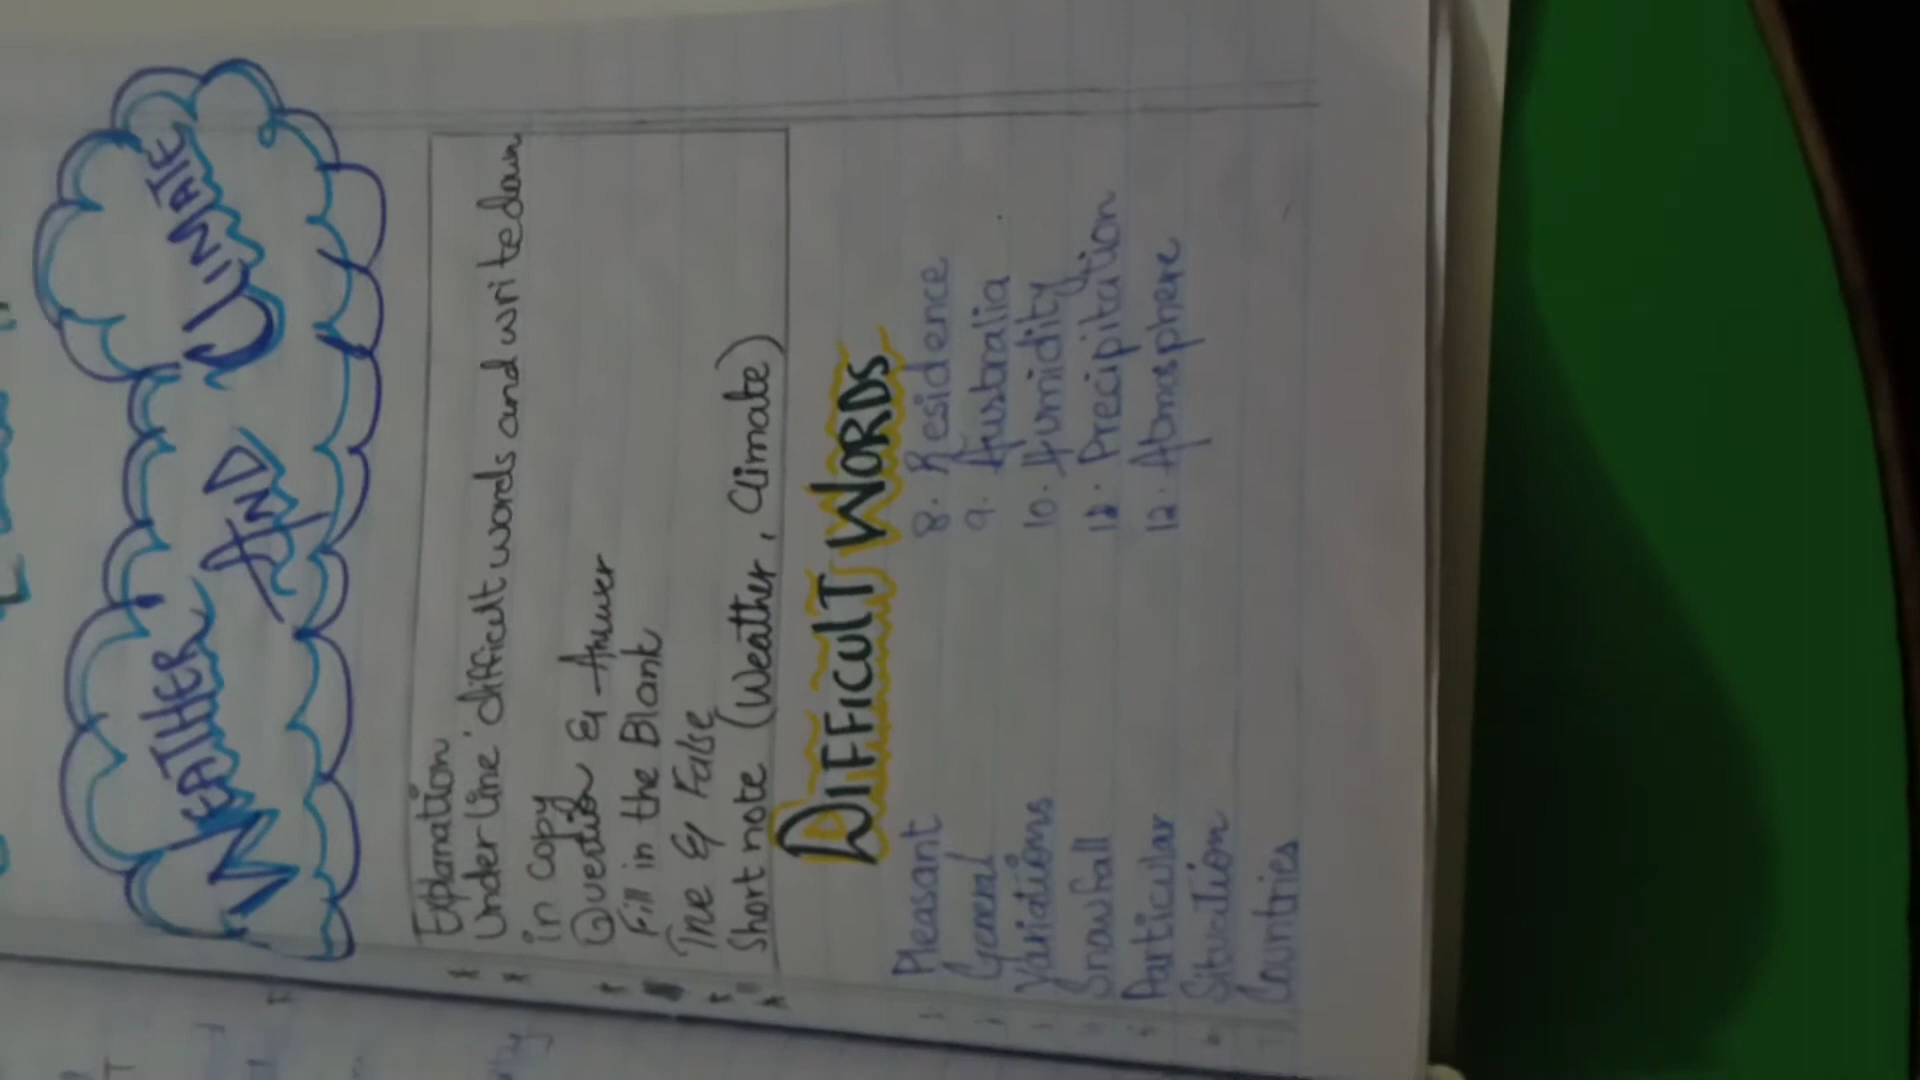 WEATHER AND CLIMATE
* Explanation
* Underline difficult words and write down
in copy
* Question & Answer
Fill in the Blank
* True & False
* Short note (Weather, Climate)
DIFFICULT WORDS
Pleasant
General
Variations
Snowfall
Particular
Situation
Countries
8. Residence
9. Australia
10. Humidity
12. Precipitation
12. Atmosphere